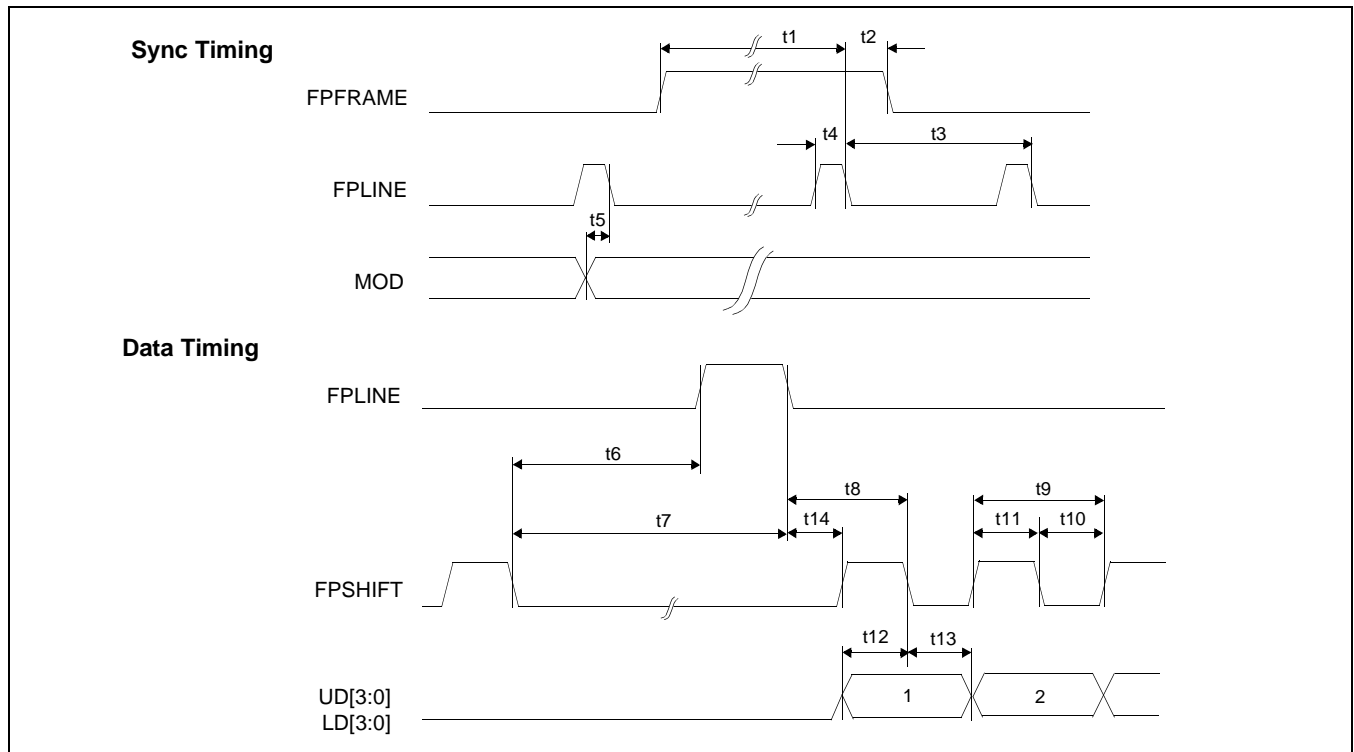 Sync Timing
t1
t2
FPFRAME
t4
t3
FPLINE
t5
MOD
Data Timing
FPLINE
t6
t8
t9
t7
t14
t11
t10
FPSHIFT
t12
t13
UD[3:0]
LD[3:0]
1
2